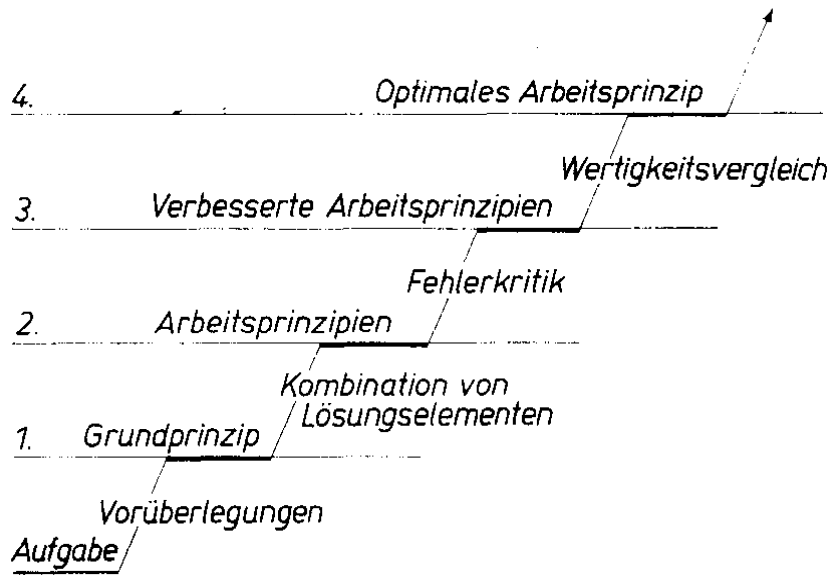 4. Optimales Arbeitsprinzip
Wertigkeitsvergleich
3. Verbesserte Arbeitsprinzipien
Fehlerkritik
2. Arbeitsprinzipien
Kombination von
Lösungselementen
1. Grundprinzip
Vorüberlegungen
Aufgabe